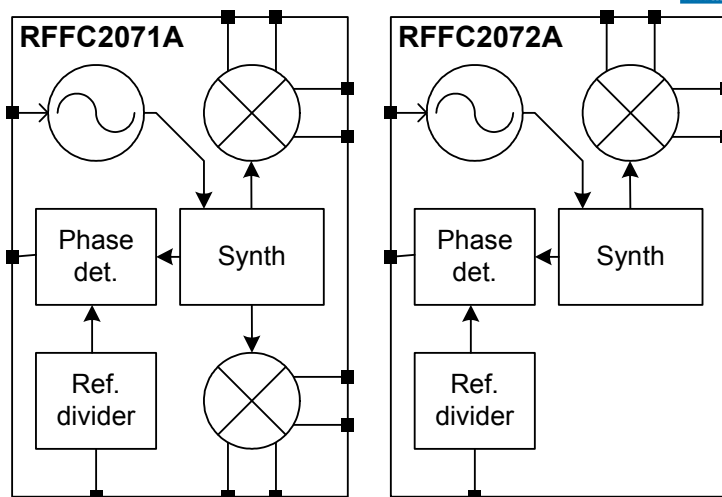 RFFC2071A
RFFC2072A
Phase
det.
Synth
Ref.
divider
Phase
det.
Synth
Ref.
divider